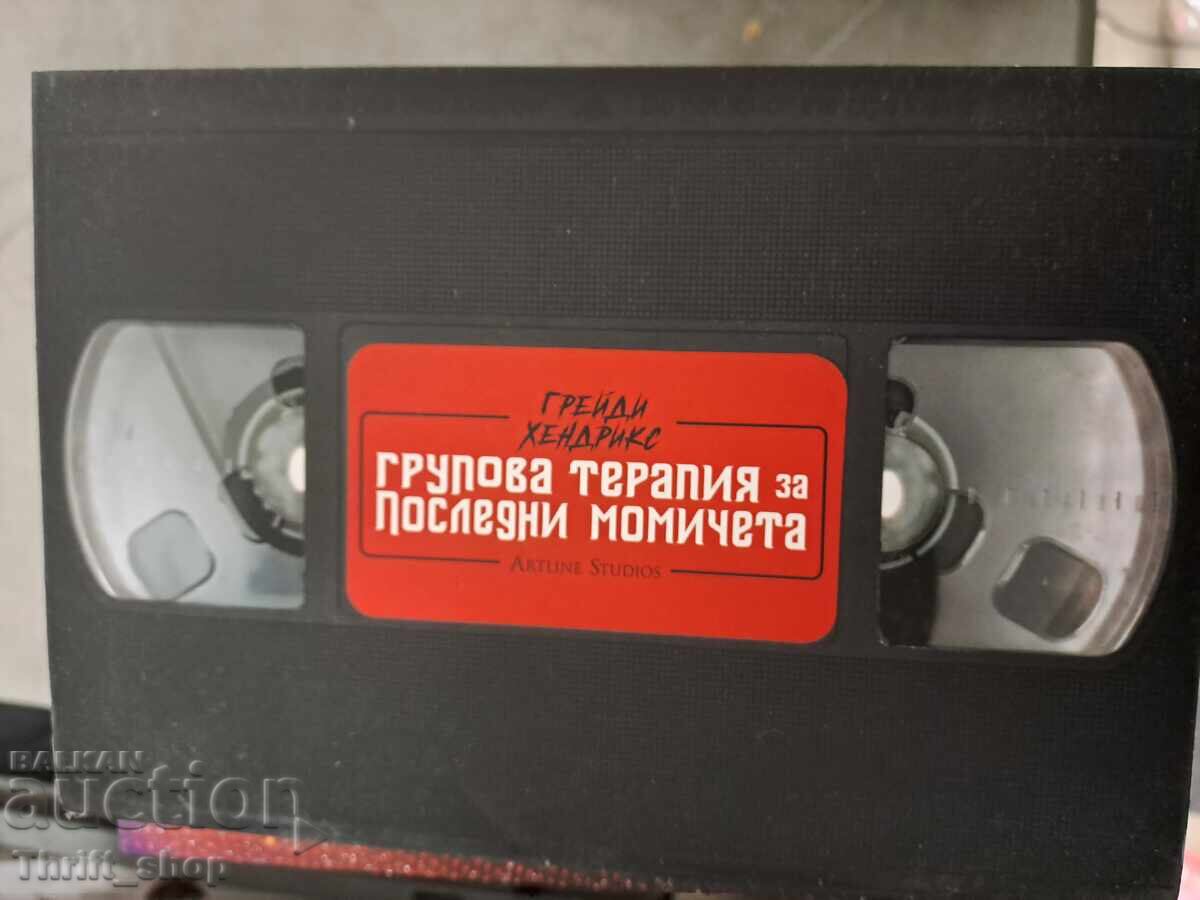 ГРЕЙДИ
ХЕНДРИКС
ГРУПОВА ТЕРАПИЯ за
ПОСЛЕДНИ МОМИЧЕТА
ARTLINE STUDIOS
BALKAN
auction
Thrift_shop